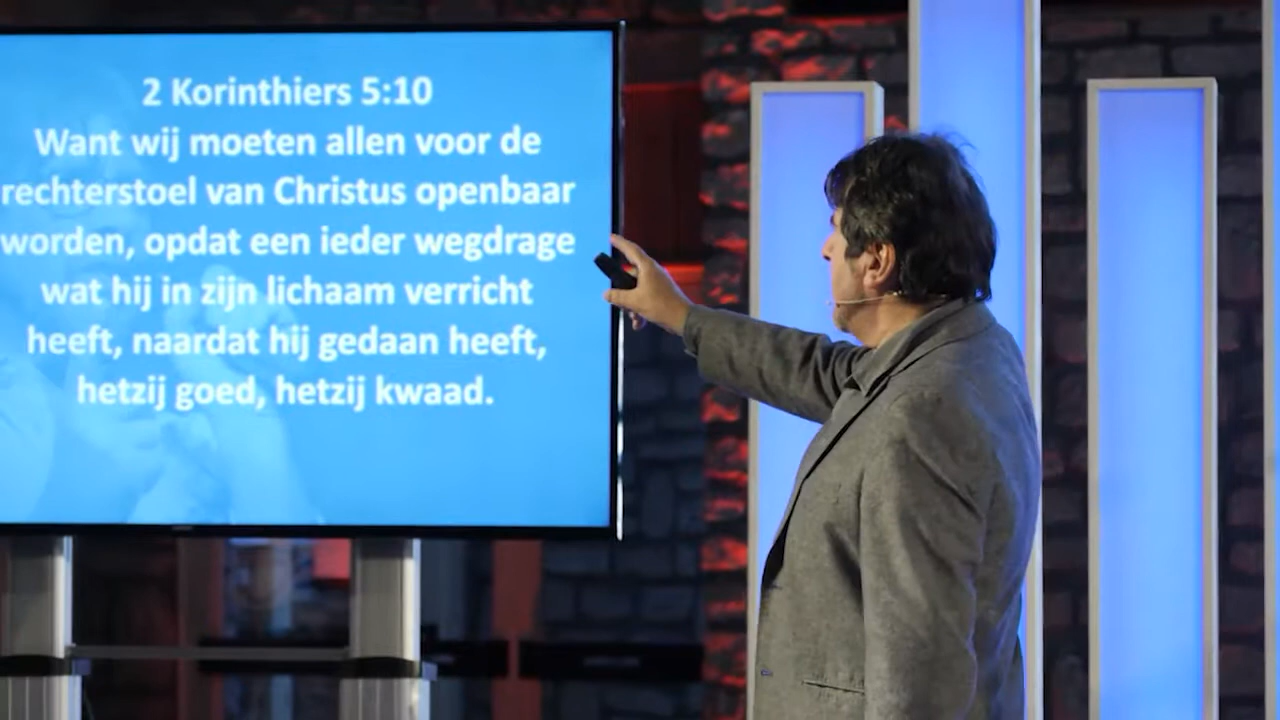 2 Korinthiers 5:10
Want wij moeten allen voor de
rechterstoel van Christus openbaar
worden, opdat een ieder wegdrage
wat hij in zijn lichaam verricht
heeft, naardat hij gedaan heeft,
hetzij goed, hetzij kwaad.